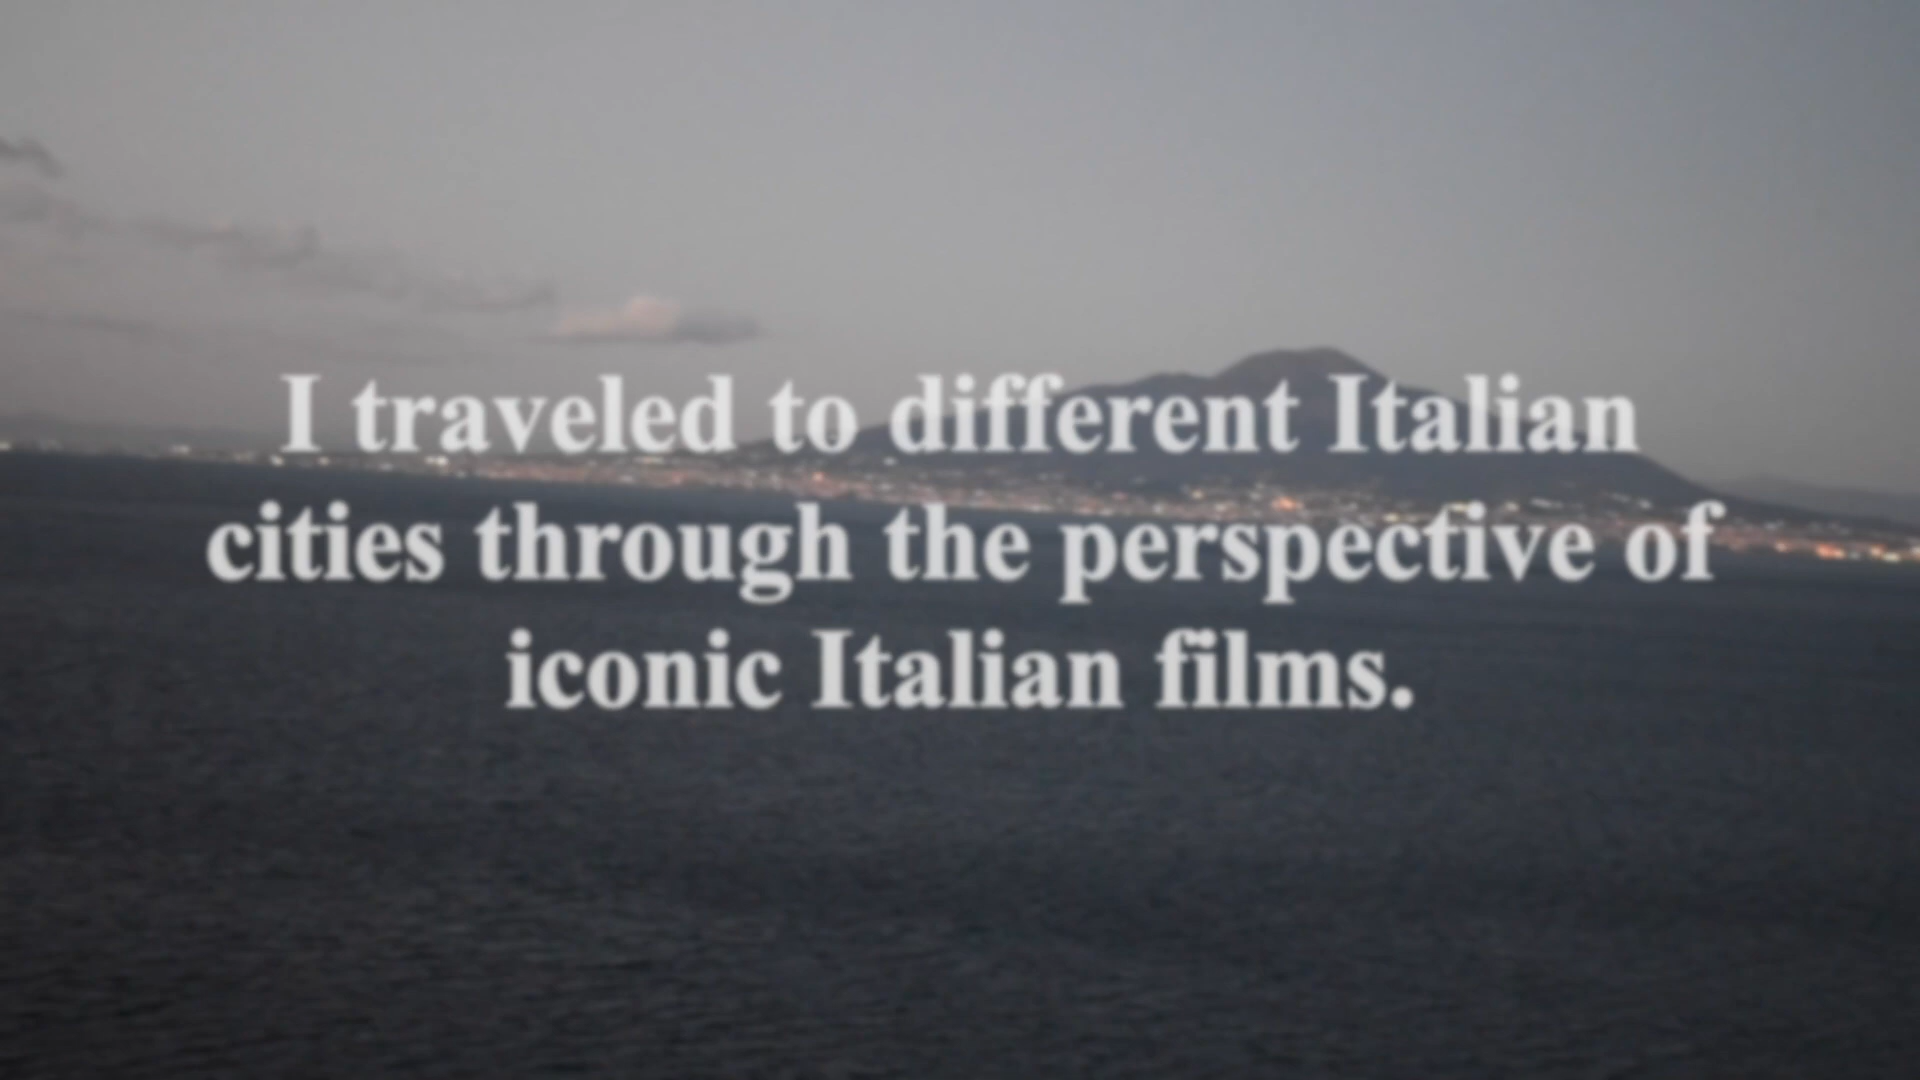 I traveled to different Italian
cities through the perspective of
iconic Italian films.